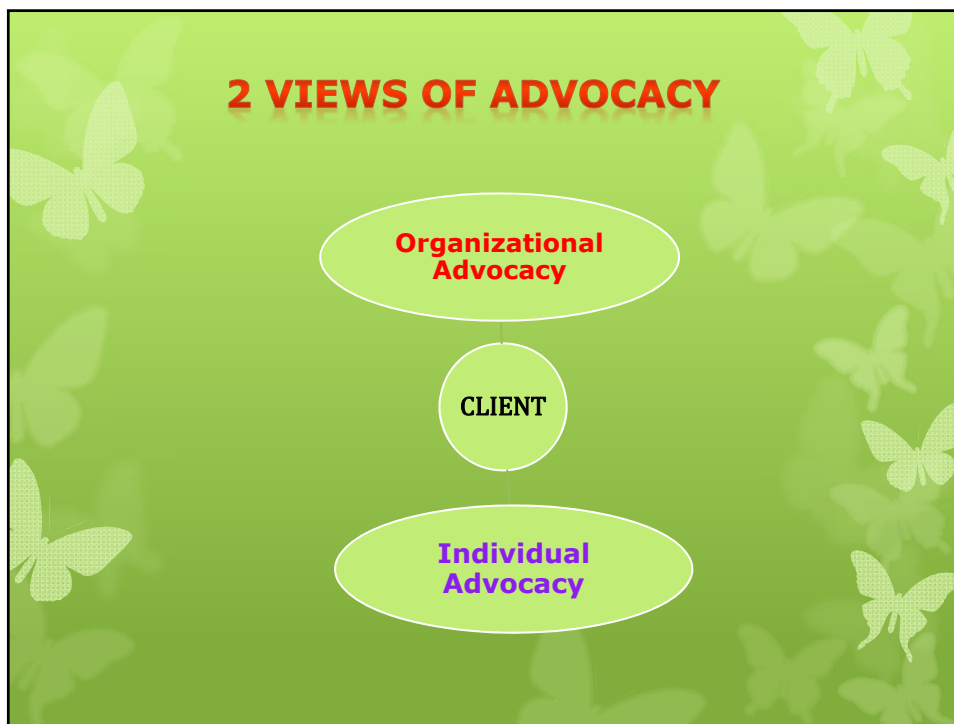 2 VIEWS OF ADVOCACY
Organizational
Advocacy
CLIENT
Individual
Advocacy